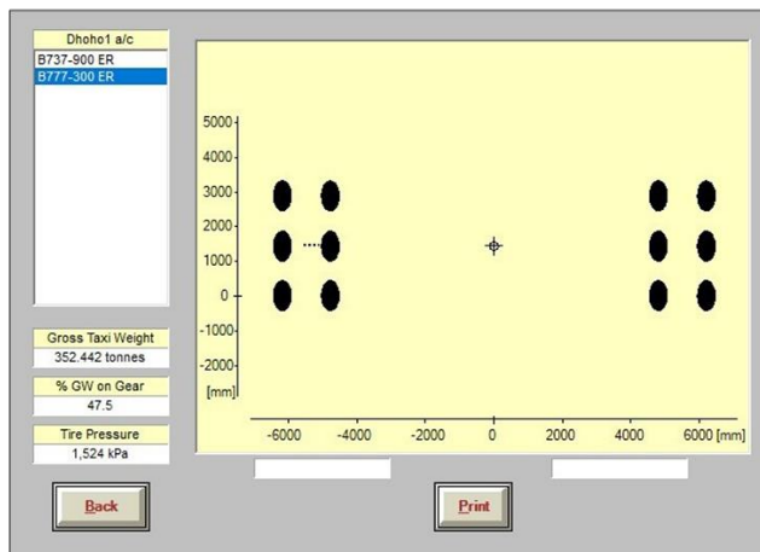 Dhoho1 a/c
B737-900 ER
B777-300 ER
Gross Taxi Weight
352.442 tonnes
% GW on Gear
47.5
Tire Pressure
1,524 kPa
Back
5000
4000
3000
2000
1000
0
-1000
-2000
[mm]
-6000 -4000 -2000 0 2000 4000 6000 [mm]
Print